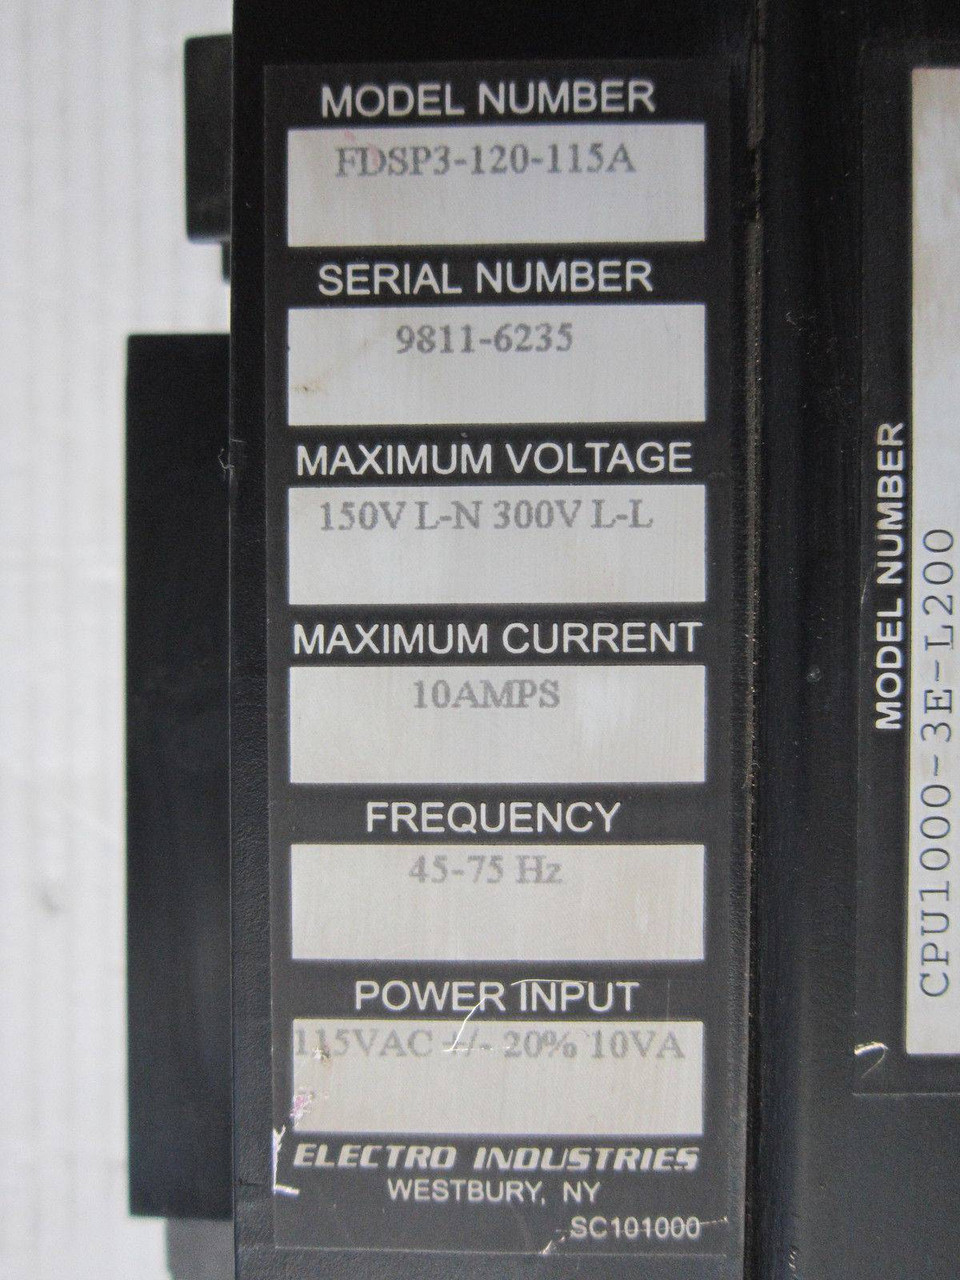 MODEL NUMBER
FDSP3-120-115A
SERIAL NUMBER
9811-6235
MAXIMUM VOLTAGE
150V L-N 300V L-L
MAXIMUM CURRENT
10AMPS
FREQUENCY
45-75 Hz
POWER INPUT
115VAC +/- 20% 10VA
ELECTRO INDUSTRIES
WESTBURY, NY
SC101000
MODEL NUMBER
CPU1000-3E-L200